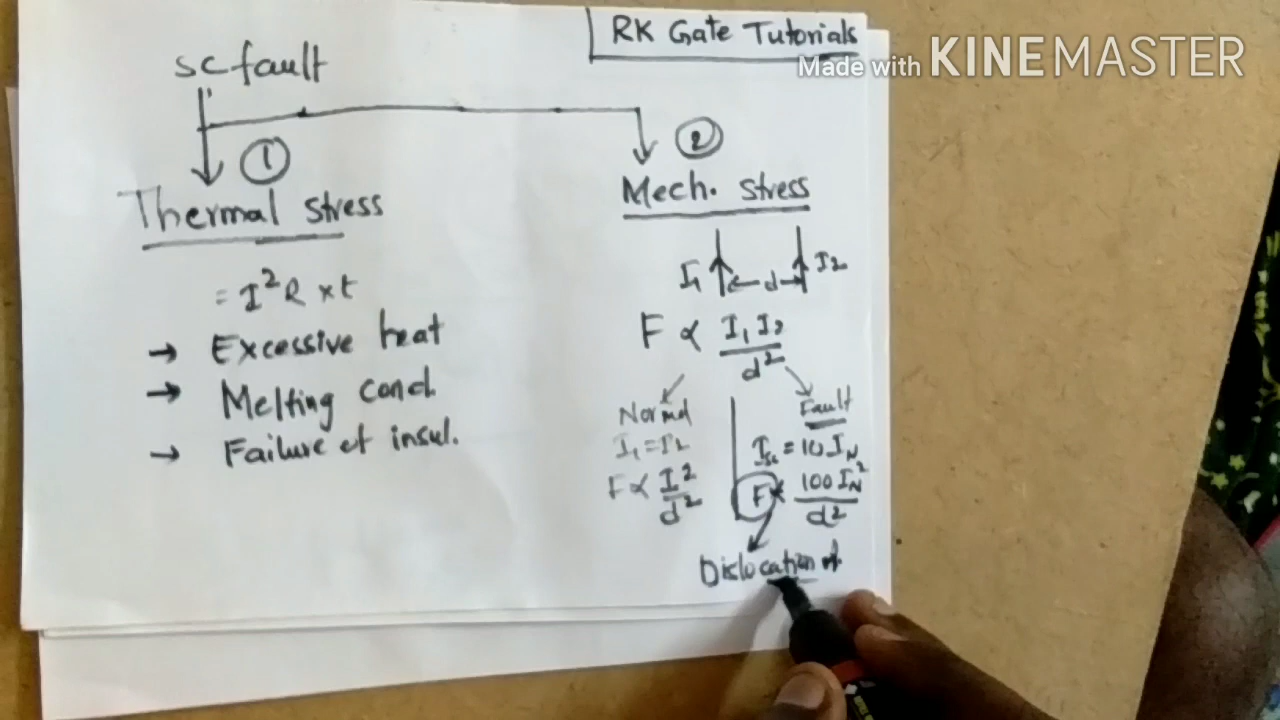 RK Gate Tutorials
Made with KINEMASTER
sc fault
①
Thermal stress
= I²R × t
→ Excessive heat
→ Melting cond.
→ Failure of insul.
②
Mech. stress
I₁ ← d → I₂
F ∝ I₁ I₂ / d²
Normal
I₁ = I₂
F ∝ I² / d²
Fault
Isc = 10 IN
F ∝ 100 IN² / d²
Dislocation of